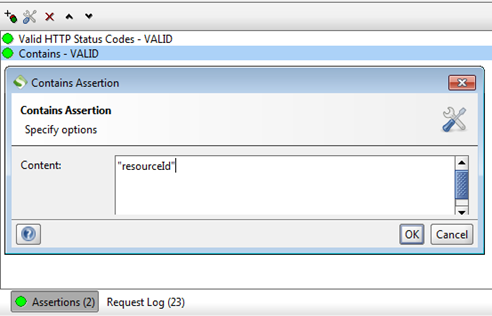 Valid HTTP Status Codes - VALID
Contains - VALID
Contains Assertion
Contains Assertion
Specify options
Content:
"resourceId"
OK Cancel
Assertions (2) Request Log (23)